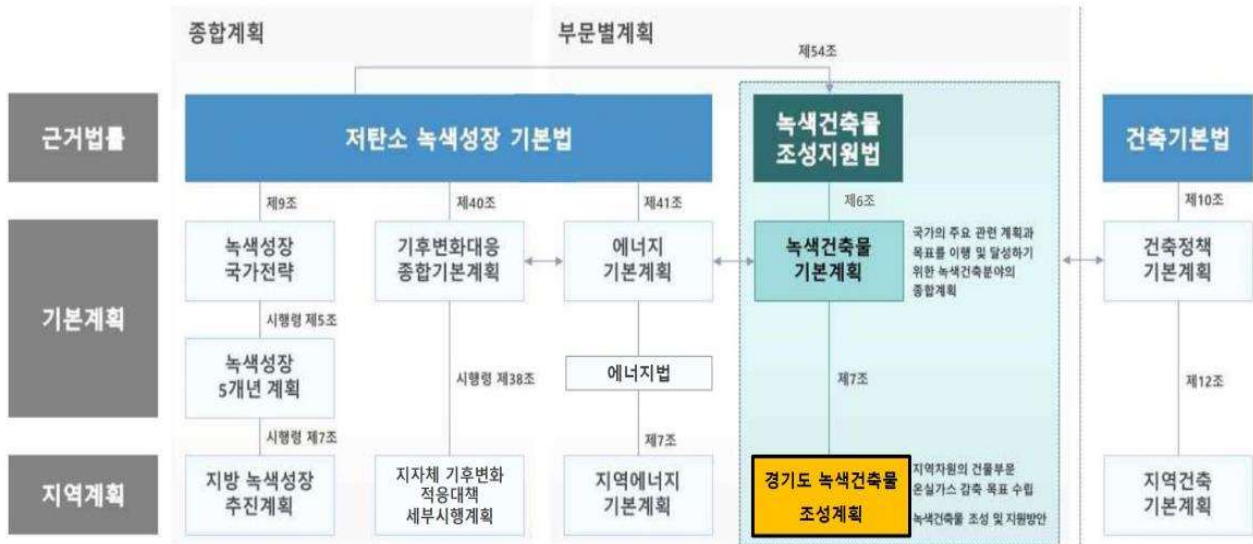 종합계획
부문별계획
제54조
근거법률
저탄소 녹색성장 기본법
녹색건축물
조성지원법
건축기본법
제9조
제40조
제41조
제6조
제10조
기본계획
녹색성장
국가전략
기후변화대응
종합기본계획
에너지
기본계획
녹색건축물
기본계획
국가의 주요 관련 계획과
목표를 이행 및 달성하기
위한 녹색건축분야의
종합계획
건축정책
기본계획
시행령 제5조
녹색성장
5개년 계획
시행령 제38조
에너지법
제7조
제12조
시행령 제7조
제7조
지역계획
지방 녹색성장
추진계획
지자체 기후변화
적응대책
세부시행계획
지역에너지
기본계획
경기도 녹색건축물
조성계획
지역차원의 건물부문
온실가스 감축 목표 수립
녹색건축물 조성 및 지원방안
지역건축
기본계획